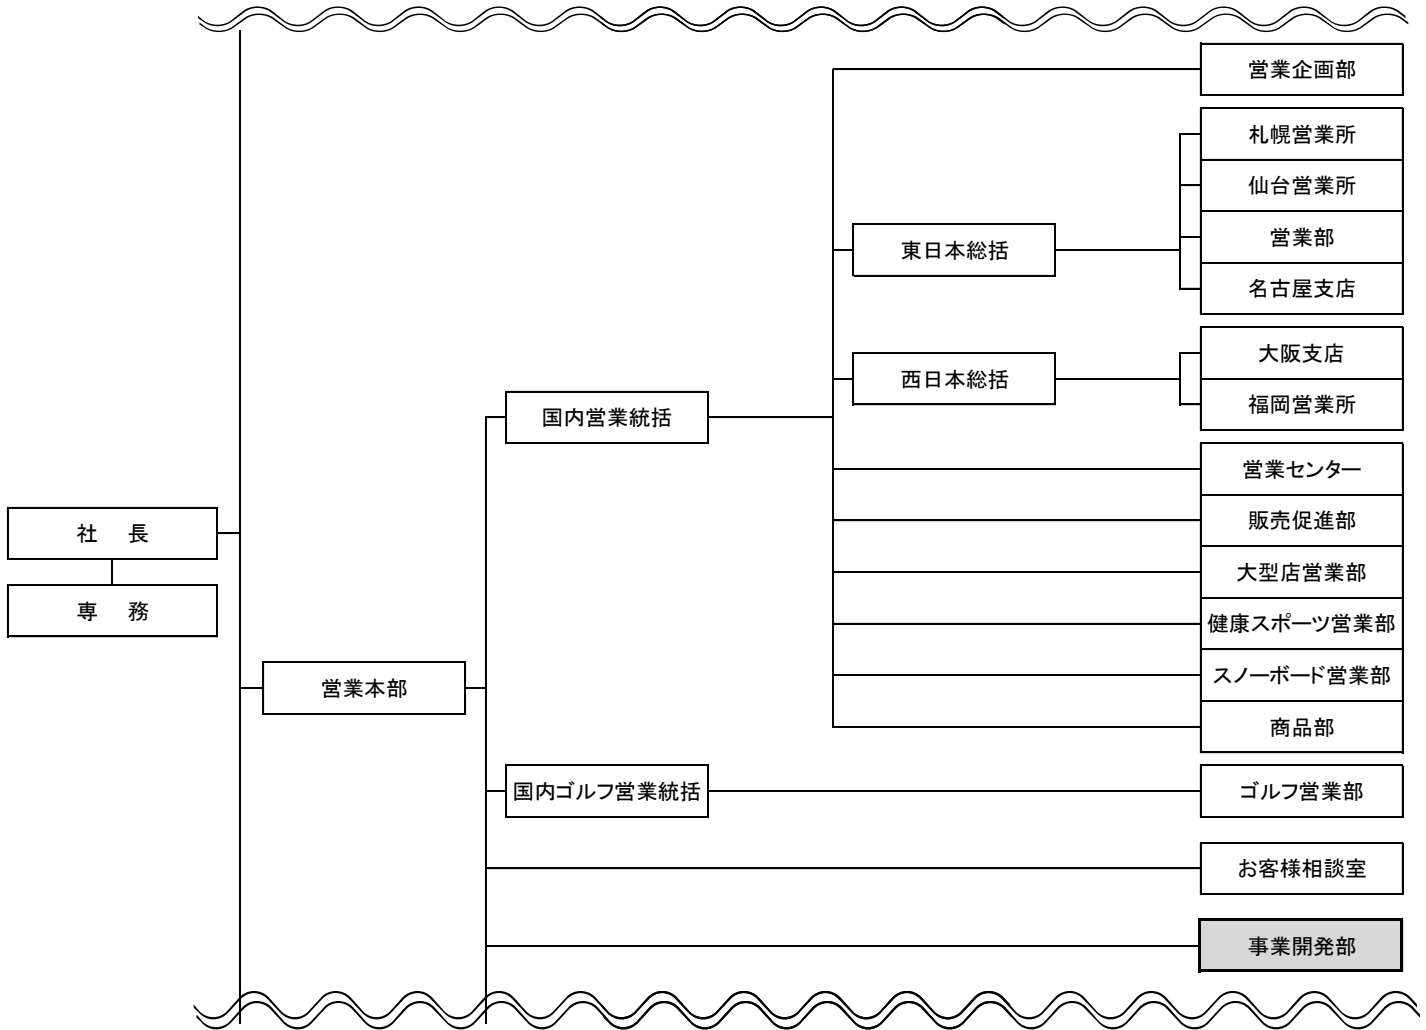 営業企画部
札幌営業所
仙台営業所
営業部
東日本総括
名古屋支店
大阪支店
西日本総括
福岡営業所
国内営業統括
営業センター
販売促進部
社　長
大型店営業部
専　務
健康スポーツ営業部
スノーボード営業部
営業本部
商品部
国内ゴルフ営業統括
ゴルフ営業部
お客様相談室
事業開発部